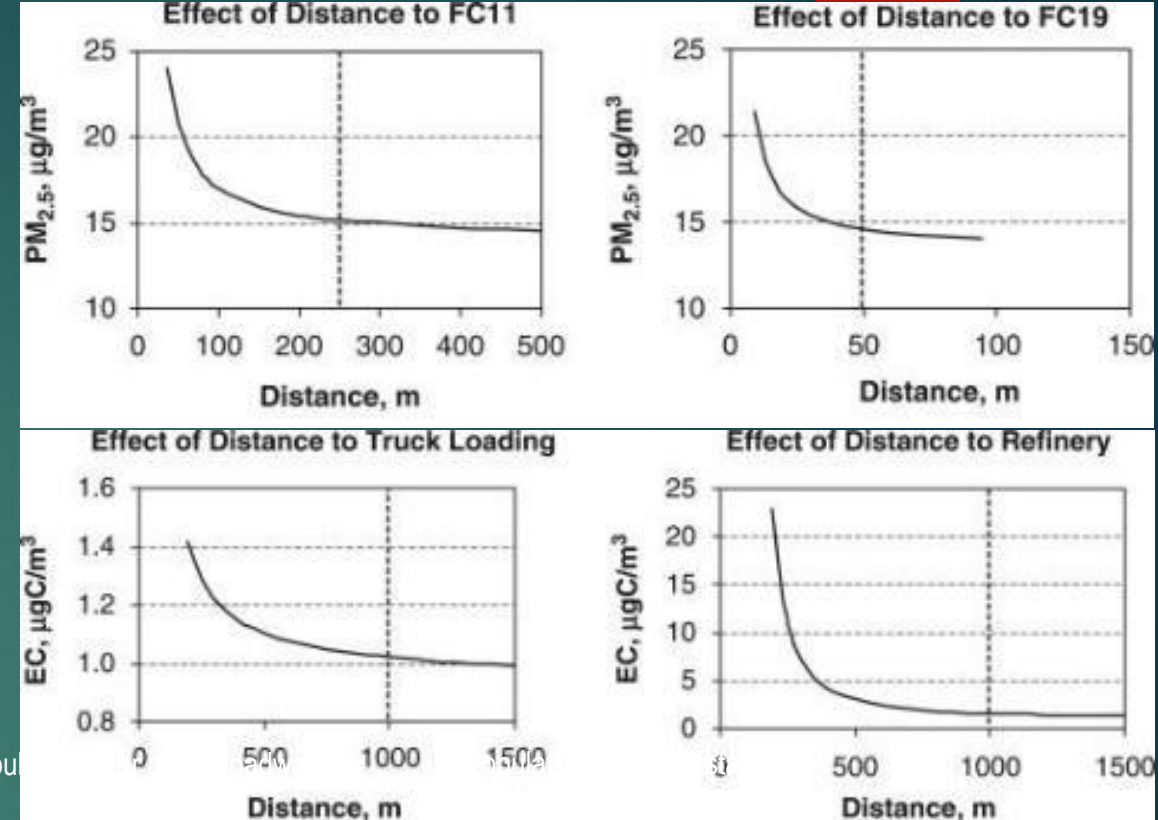 Effect of Distance to FC11
25
20
15
10
PM2.5, μg/m3
0 100 200 300 400 500
Distance, m
Effect of Distance to FC19
25
20
15
10
PM2.5, μg/m3
0 50 100 150
Distance, m
Effect of Distance to Truck Loading
1.6
1.4
1.2
1.0
0.8
EC, μgC/m3
0 500 1000 1500
Distance, m
Effect of Distance to Refinery
25
20
15
10
5
0
EC, μgC/m3
0 500 1000 1500
Distance, m